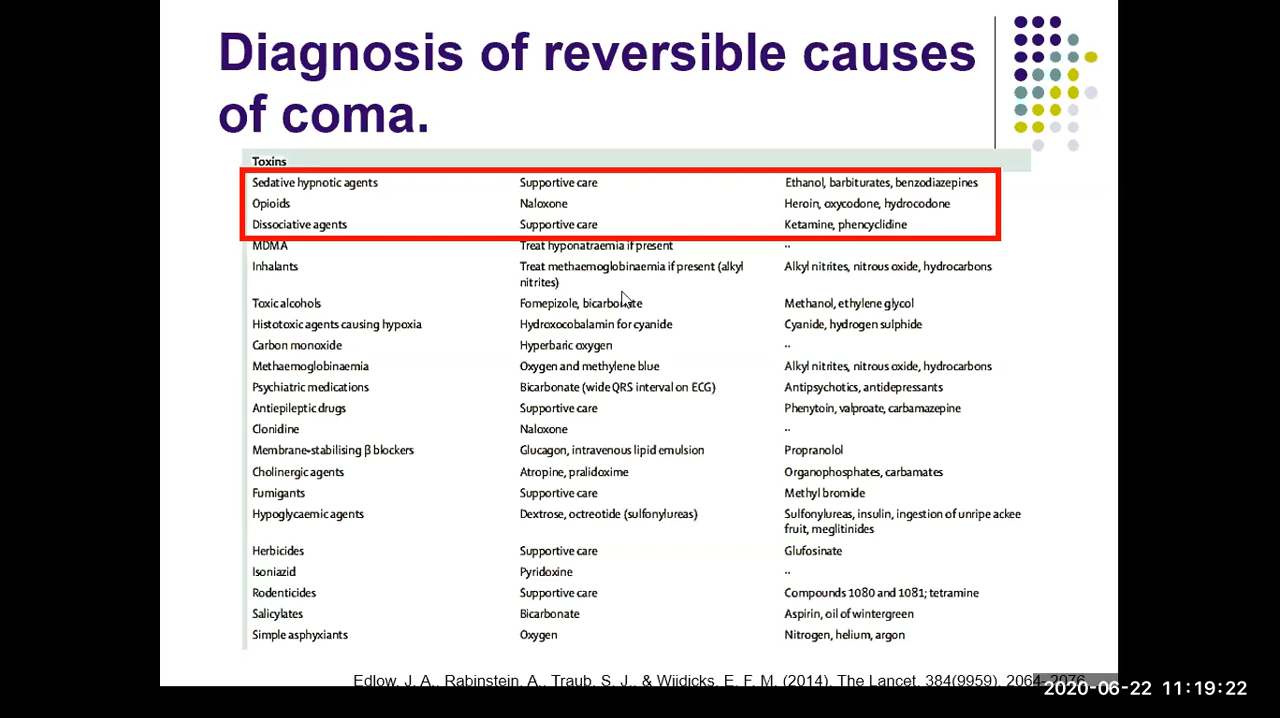 Diagnosis of reversible causes
of coma.
Toxins
Sedative hypnotic agents Supportive care Ethanol, barbiturates, benzodiazepines
Opioids Naloxone Heroin, oxycodone, hydrocodone
Dissociative agents Supportive care Ketamine, phencyclidine
MDMA Treat hyponatraemia if present ··
Inhalants Treat methaemoglobinaemia if present (alkyl Alkyl nitrites, nitrous oxide, hydrocarbons
nitrites)
Toxic alcohols Fomepizole, bicarbonate Methanol, ethylene glycol
Histotoxic agents causing hypoxia Hydroxocobalamin for cyanide Cyanide, hydrogen sulphide
Carbon monoxide Hyperbaric oxygen ··
Methaemoglobinaemia Oxygen and methylene blue Alkyl nitrites, nitrous oxide, hydrocarbons
Psychiatric medications Bicarbonate (wide QRS interval on ECG) Antipsychotics, antidepressants
Antiepileptic drugs Supportive care Phenytoin, valproate, carbamazepine
Clonidine Naloxone ··
Membrane-stabilising β blockers Glucagon, intravenous lipid emulsion Propranolol
Cholinergic agents Atropine, pralidoxime Organophosphates, carbamates
Fumigants Supportive care Methyl bromide
Hypoglycaemic agents Dextrose, octreotide (sulfonylureas) Sulfonylureas, insulin, ingestion of unripe ackee
fruit, meglitinides
Herbicides Supportive care Glufosinate
Isoniazid Pyridoxine ··
Rodenticides Supportive care Compounds 1080 and 1081; tetramine
Salicylates Bicarbonate Aspirin, oil of wintergreen
Simple asphyxiants Oxygen Nitrogen, helium, argon
Edlow, J. A., Rabinstein, A., Traub, S. J., & Wijdicks, E. F. M. (2014). The Lancet, 384(9959), 2064-2076
2020-06-22 11:19:22